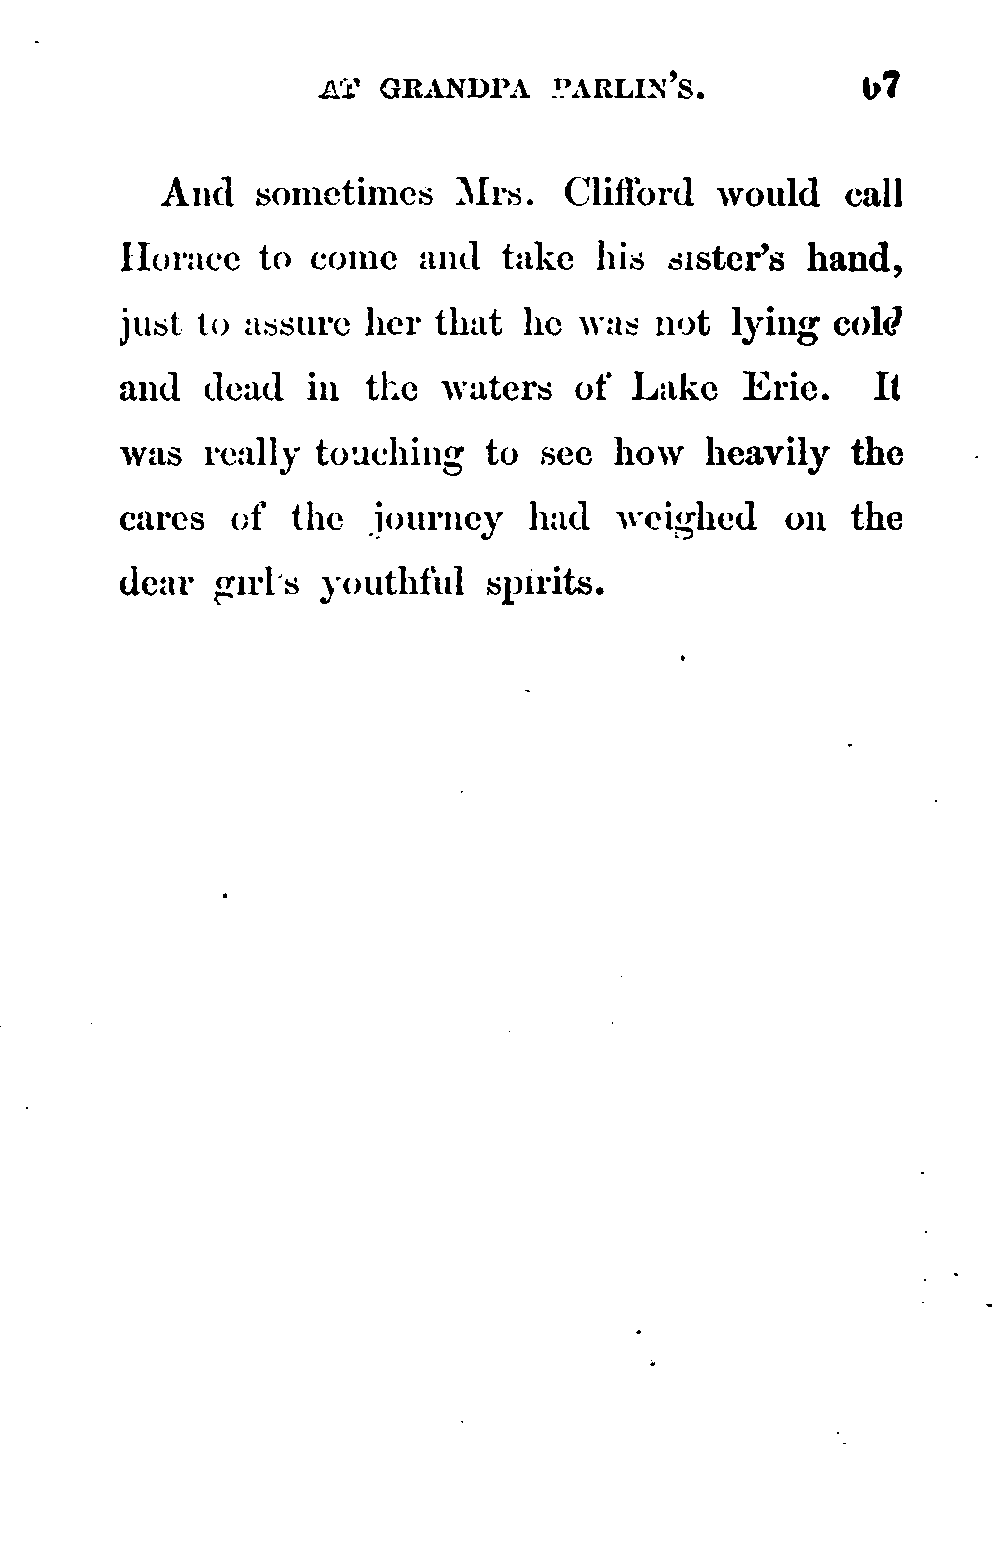 AT GRANDPA PARLIN'S. 67
And sometimes Mrs. Clifford would call
Horace to come and take his sister's hand,
just to assure her that he was not lying cold
and dead in the waters of Lake Erie. It
was really touching to see how heavily the
cares of the journey had weighed on the
dear girl's youthful spirits.